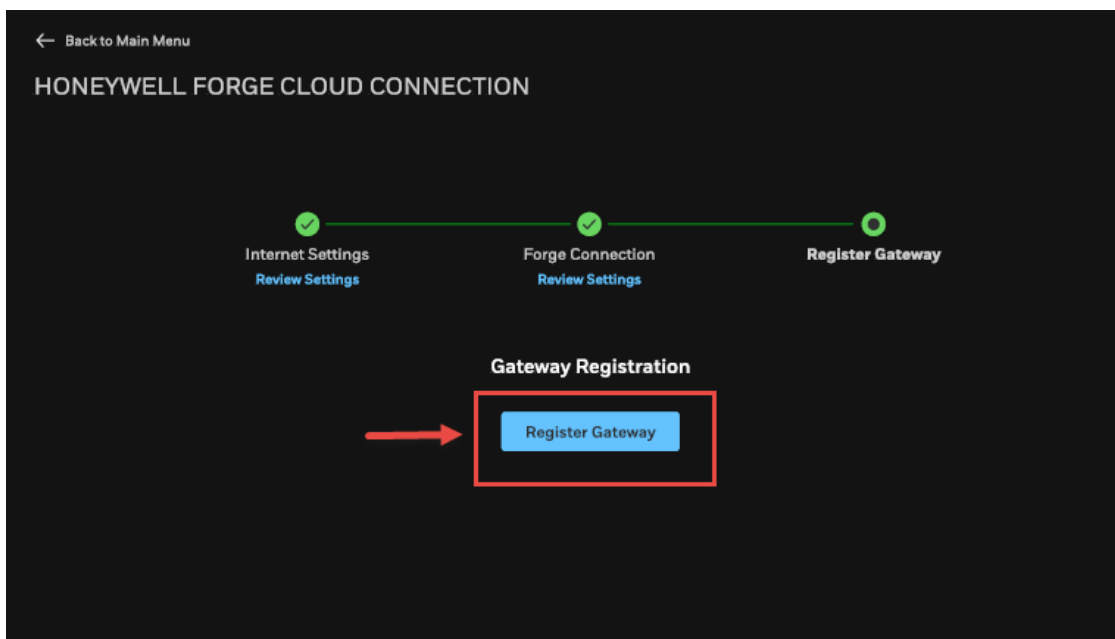 Back to Main Menu
HONEYWELL FORGE CLOUD CONNECTION
Internet Settings
Forge Connection
Register Gateway
Review Settings
Review Settings
Gateway Registration
Register Gateway